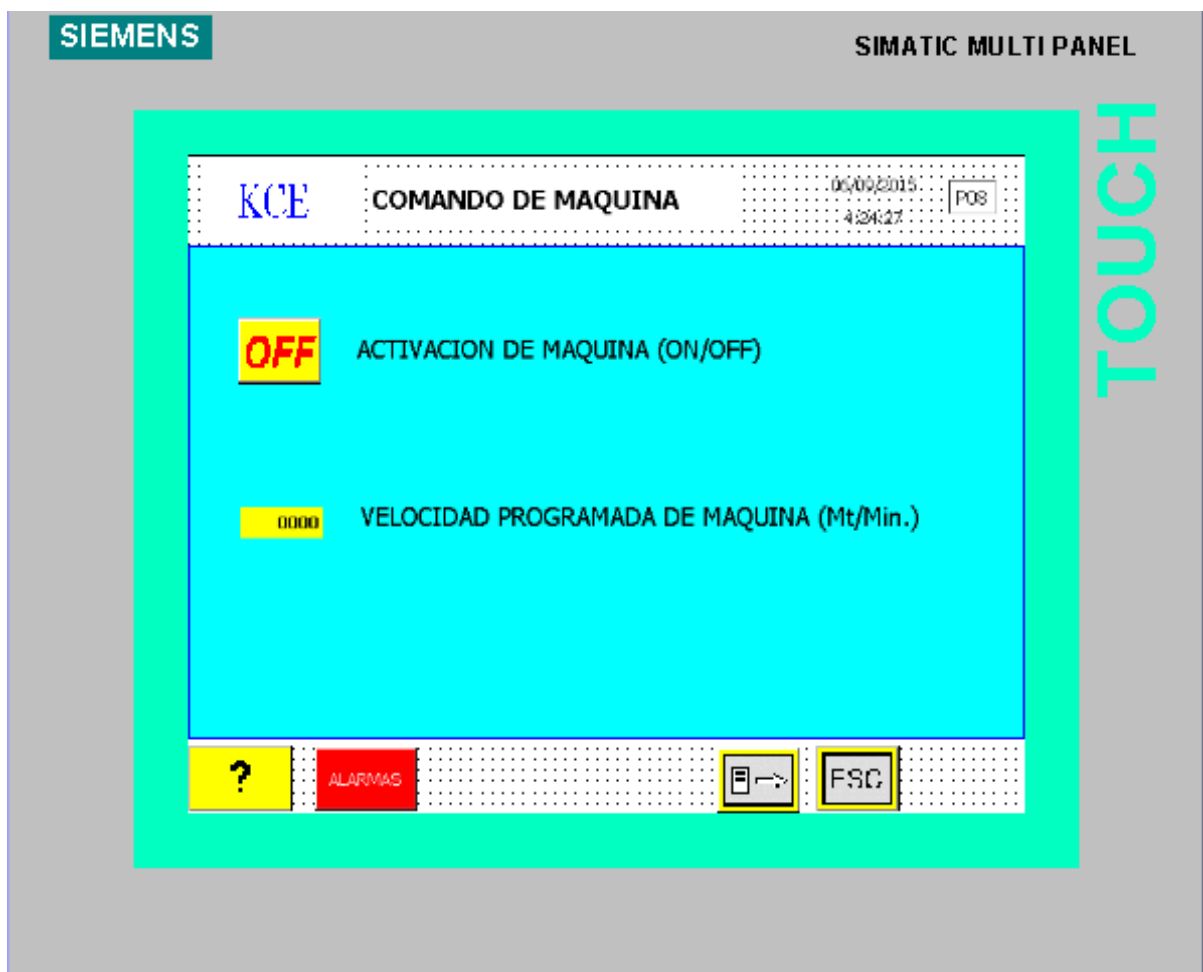 SIEMENS
SIMATIC MULTI PANEL
TOUCH
KCE
COMANDO DE MAQUINA
06/09/2015
4:24:27
P08
OFF
ACTIVACION DE MAQUINA (ON/OFF)
0000
VELOCIDAD PROGRAMADA DE MAQUINA (Mt/Min.)
?
ALARMAS
ESC